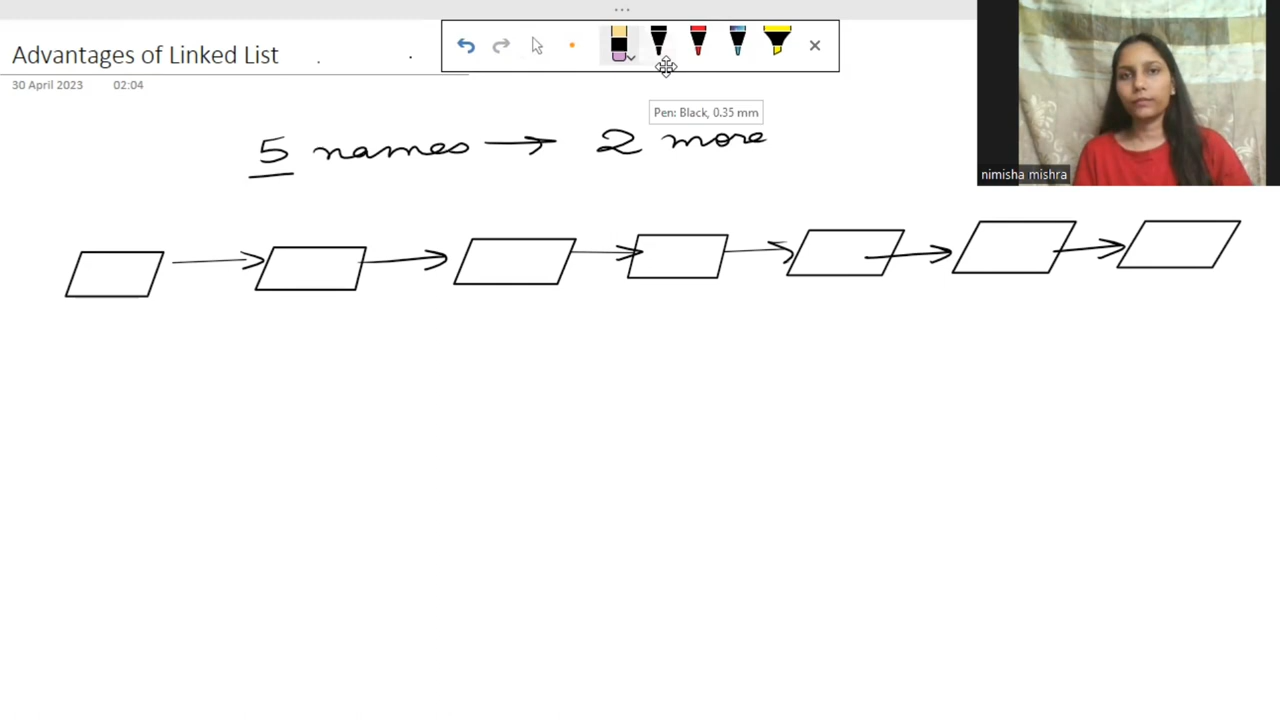 Advantages of Linked List
30 April 2023 02:04
Pen: Black, 0.35 mm
5 names → 2 more
nimisha mishra